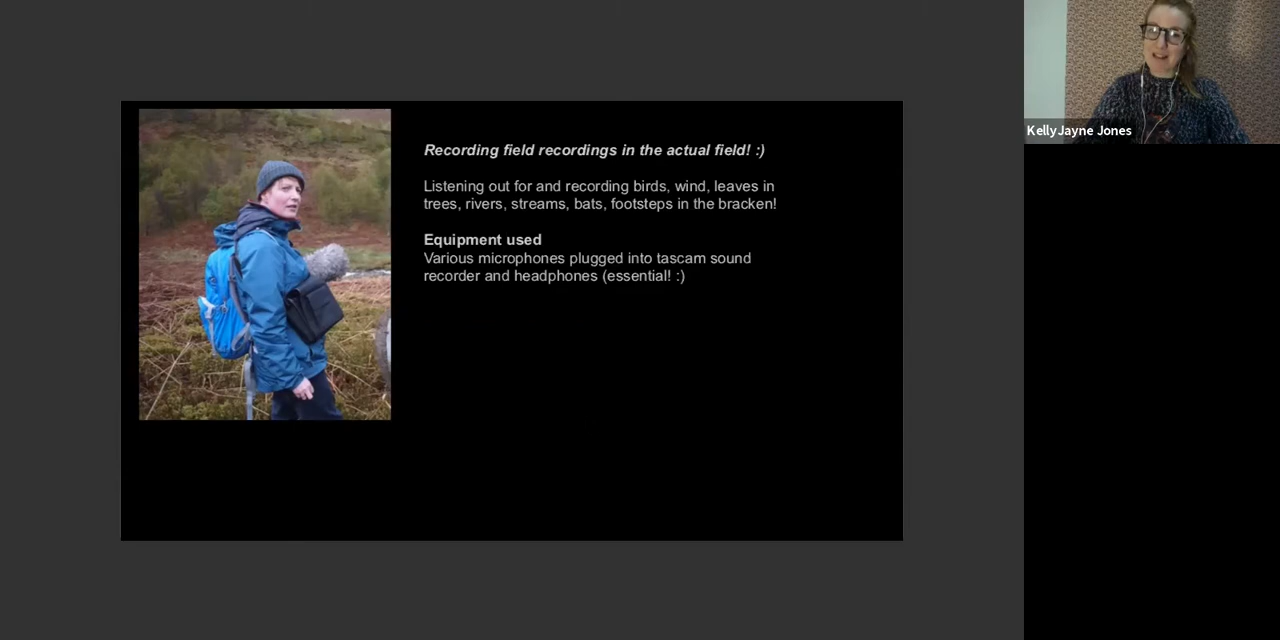 Recording field recordings in the actual field! :)
Listening out for and recording birds, wind, leaves in
trees, rivers, streams, bats, footsteps in the bracken!
Equipment used
Various microphones plugged into tascam sound
recorder and headphones (essential! :)
KellyJayne Jones